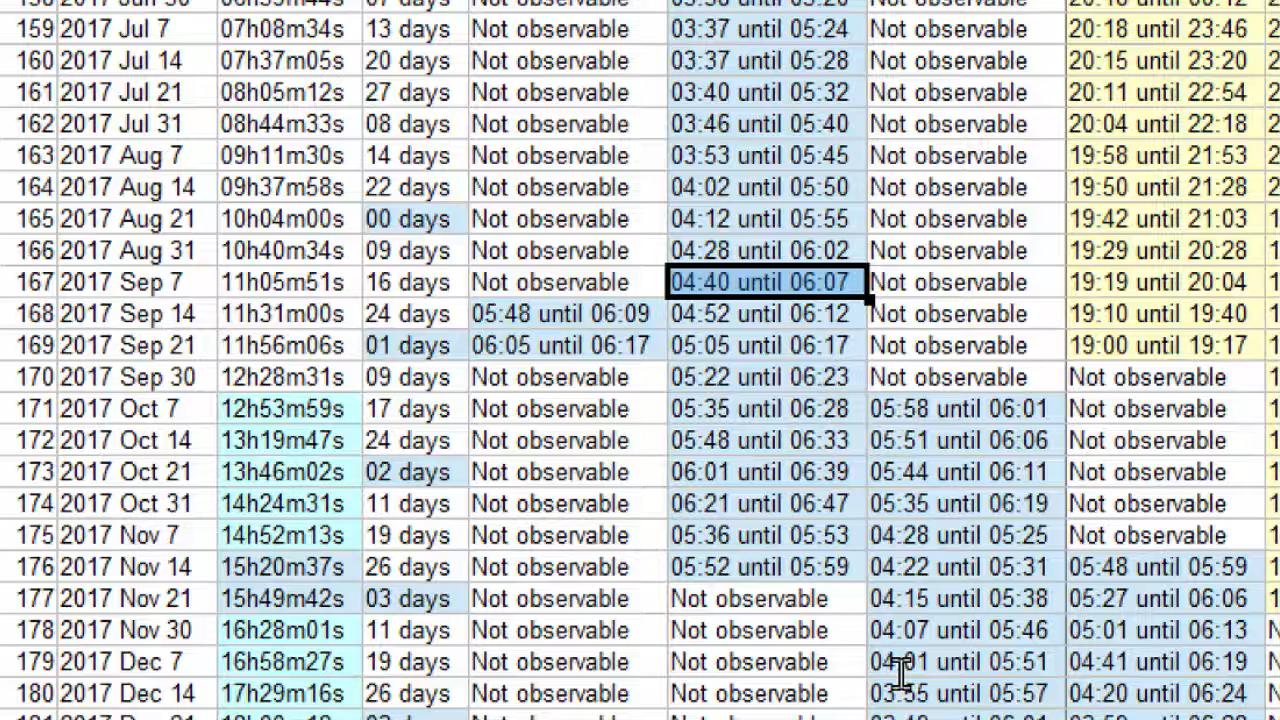 159 2017 Jul 7 07h08m34s 13 days Not observable 03:37 until 05:24 Not observable 20:18 until 23:46 2
160 2017 Jul 14 07h37m05s 20 days Not observable 03:37 until 05:28 Not observable 20:15 until 23:20 2
161 2017 Jul 21 08h05m12s 27 days Not observable 03:40 until 05:32 Not observable 20:11 until 22:54 2
162 2017 Jul 31 08h44m33s 08 days Not observable 03:46 until 05:40 Not observable 20:04 until 22:18 2
163 2017 Aug 7 09h11m30s 14 days Not observable 03:53 until 05:45 Not observable 19:58 until 21:53 2
164 2017 Aug 14 09h37m58s 22 days Not observable 04:02 until 05:50 Not observable 19:50 until 21:28 2
165 2017 Aug 21 10h04m00s 00 days Not observable 04:12 until 05:55 Not observable 19:42 until 21:03 1
166 2017 Aug 31 10h40m34s 09 days Not observable 04:28 until 06:02 Not observable 19:29 until 20:28 1
167 2017 Sep 7 11h05m51s 16 days Not observable 04:40 until 06:07 Not observable 19:19 until 20:04 1
168 2017 Sep 14 11h31m00s 24 days 05:48 until 06:09 04:52 until 06:12 Not observable 19:10 until 19:40 1
169 2017 Sep 21 11h56m06s 01 days 06:05 until 06:17 05:05 until 06:17 Not observable 19:00 until 19:17 1
170 2017 Sep 30 12h28m31s 09 days Not observable 05:22 until 06:23 Not observable Not observable 1
171 2017 Oct 7 12h53m59s 17 days Not observable 05:35 until 06:28 05:58 until 06:01 Not observable 1
172 2017 Oct 14 13h19m47s 24 days Not observable 05:48 until 06:33 05:51 until 06:06 Not observable 1
173 2017 Oct 21 13h46m02s 02 days Not observable 06:01 until 06:39 05:44 until 06:11 Not observable 1
174 2017 Oct 31 14h24m31s 11 days Not observable 06:21 until 06:47 05:35 until 06:19 Not observable 1
175 2017 Nov 7 14h52m13s 19 days Not observable 05:36 until 05:53 04:28 until 05:25 Not observable 1
176 2017 Nov 14 15h20m37s 26 days Not observable 05:52 until 05:59 04:22 until 05:31 05:48 until 05:59 1
177 2017 Nov 21 15h49m42s 03 days Not observable Not observable 04:15 until 05:38 05:27 until 06:06 1
178 2017 Nov 30 16h28m01s 11 days Not observable Not observable 04:07 until 05:46 05:01 until 06:13 N
179 2017 Dec 7 16h58m27s 19 days Not observable Not observable 04:01 until 05:51 04:41 until 06:19 N
180 2017 Dec 14 17h29m16s 26 days Not observable Not observable 03:55 until 05:57 04:20 until 06:24 N